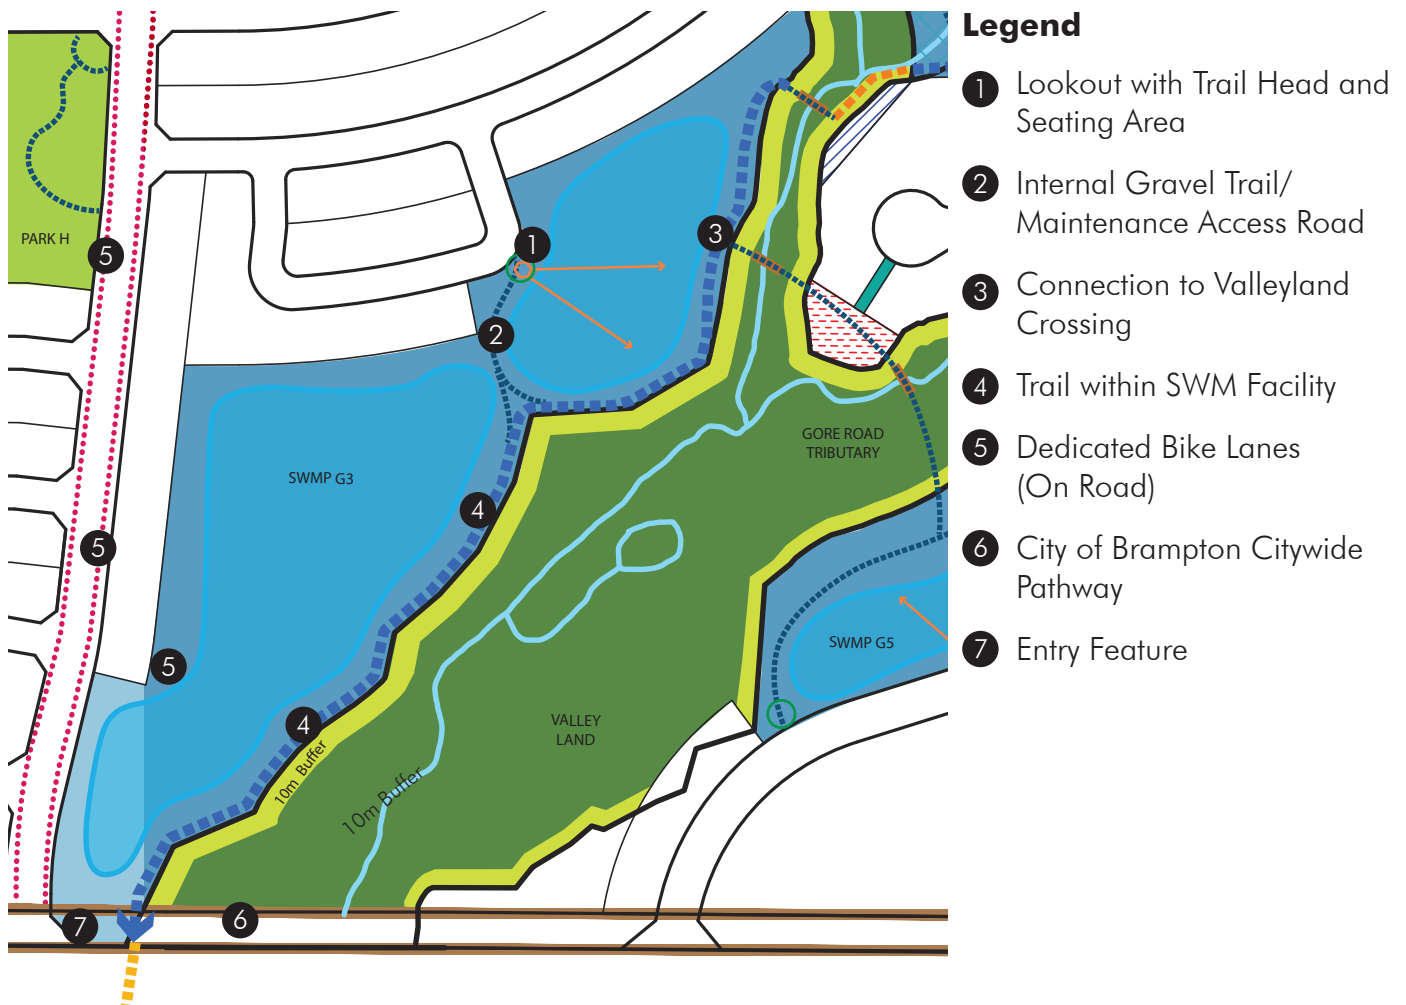 Legend
1 Lookout with Trail Head and
Seating Area
2 Internal Gravel Trail/
Maintenance Access Road
3 Connection to Valleyland
Crossing
4 Trail within SWM Facility
5 Dedicated Bike Lanes
(On Road)
6 City of Brampton Citywide
Pathway
7 Entry Feature
PARK H
5
1
3
2
SWMP G3
GORE ROAD
TRIBUTARY
4
5
SWMP G5
5
4
VALLEY
LAND
10m Buffer
10m Buffer
7
6